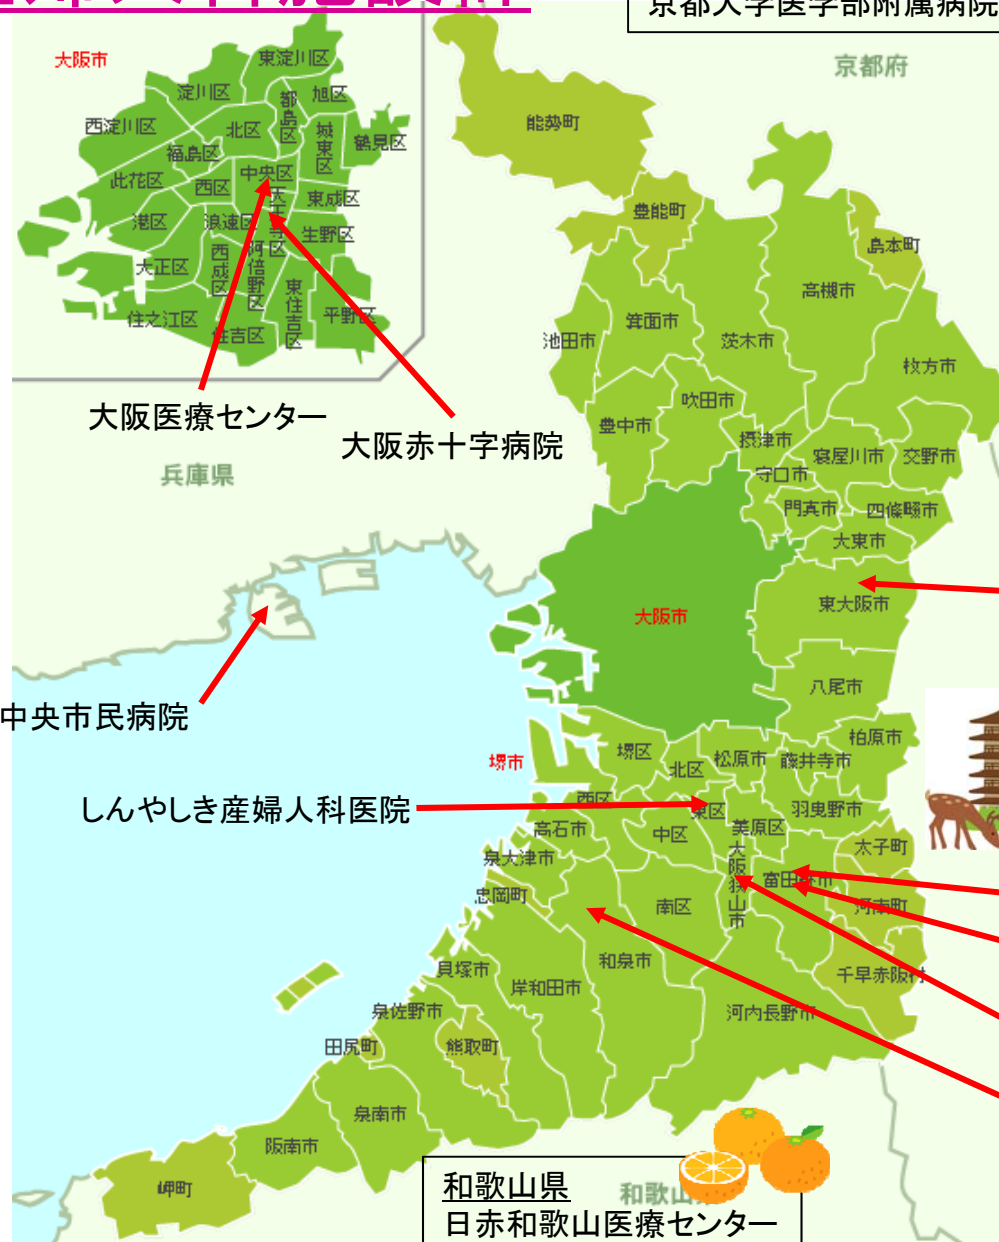 婦人科施設群
京都大学医学部附属病院
大阪市
京都府
東淀川区
淀川区
旭区
都島区
西淀川区
北区
城東区
鶴見区
福島区
此花区
西区
中央区
東成区
天王寺区
港区
浪速区
生野区
大正区
西成区
阿倍野区
東住吉区
平野区
住之江区
住吉区
能勢町
豊能町
島本町
高槻市
箕面市
茨木市
池田市
枚方市
吹田市
豊中市
摂津市
寝屋川市
交野市
守口市
門真市
四條畷市
大東市
大阪医療センター
大阪赤十字病院
兵庫県
大阪市
東大阪市
八尾市
中央市民病院
柏原市
堺市
堺区
北区
松原市
藤井寺市
しんやしき産婦人科医院
西区
東区
羽曳野市
高石市
中区
美原区
太子町
泉大津市
大阪狭山市
富田林市
忠岡町
南区
河南町
和泉市
貝塚市
岸和田市
千早赤阪村
泉佐野市
河内長野市
田尻町
熊取町
泉南市
阪南市
岬町
和歌山県
和歌山
日赤和歌山医療センター